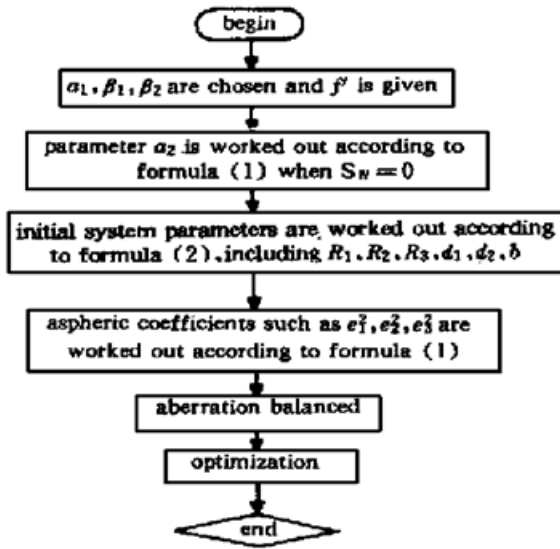 begin
α₁, β₁, β₂ are chosen and f′ is given
parameter α₂ is worked out according to
formula (1) when S_Ⅳ=0
initial system parameters are worked out according
to formula (2), including R₁, R₂, R₃, d₁, d₂, b
aspheric coefficients such as e₁², e₂², e₃² are
worked out according to formula (1)
aberration balanced
optimization
end